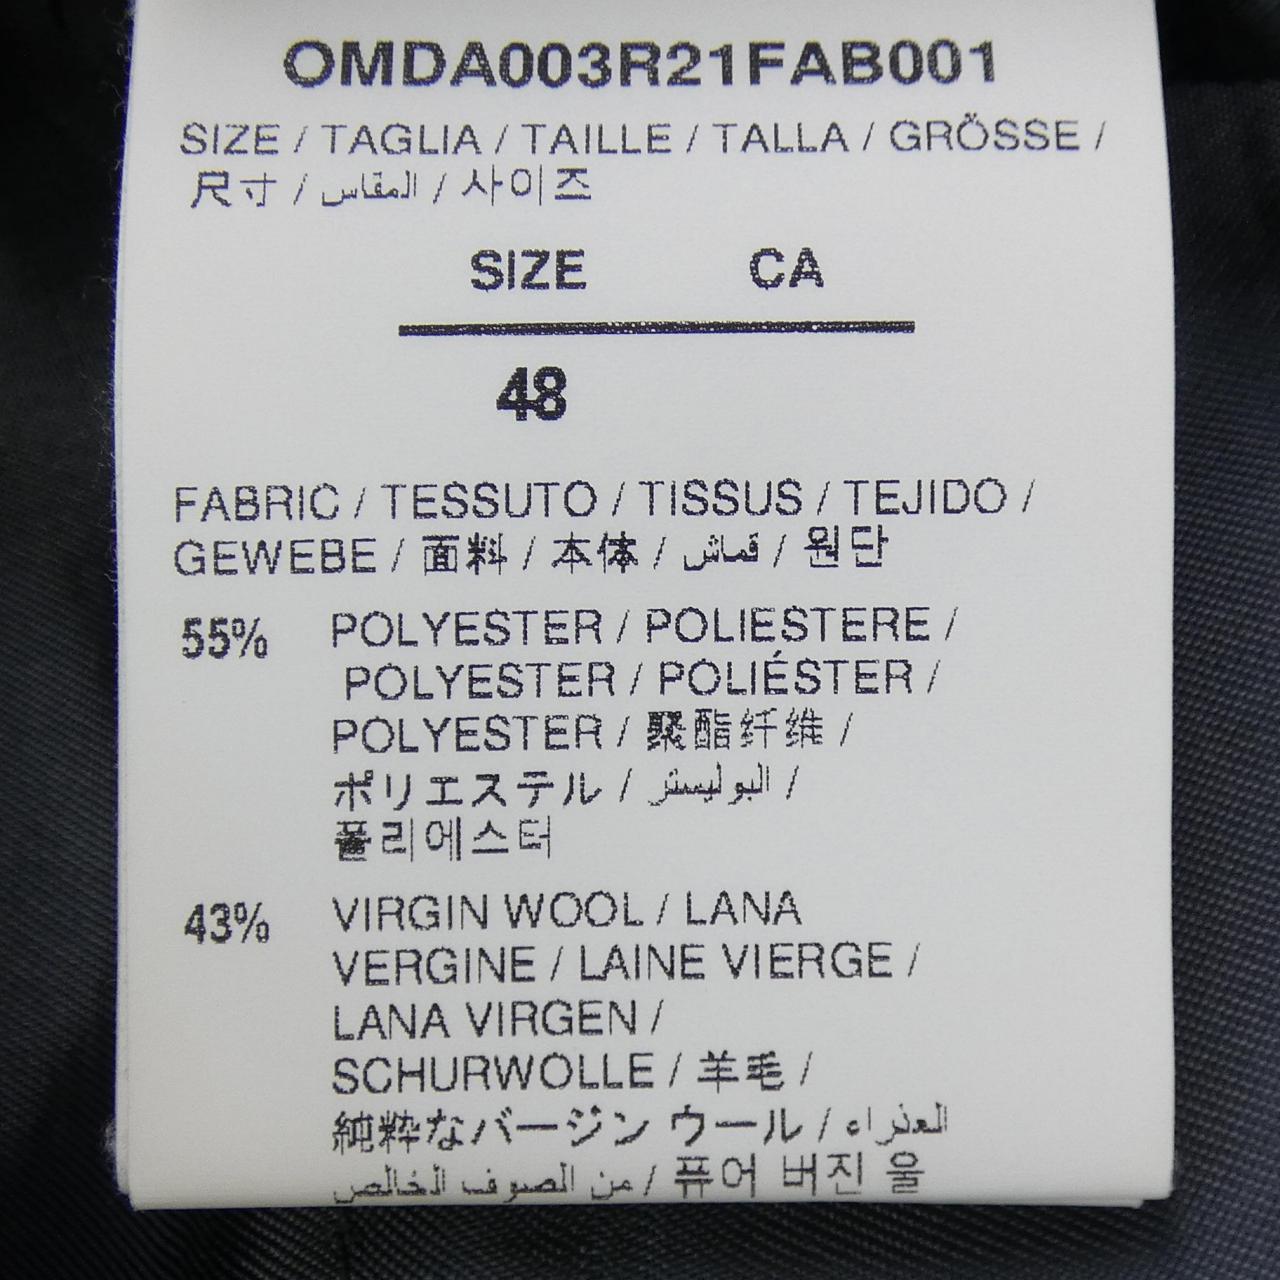 OMDA003R21FAB001
SIZE / TAGLIA / TAILLE / TALLA / GRÖSSE /
尺寸 / المقاس / 사이즈
SIZE CA
48
FABRIC / TESSUTO / TISSUS / TEJIDO /
GEWEBE / 面料 / 本体 / قماش / 원단
55% POLYESTER / POLIESTERE /
POLYESTER / POLIÉSTER /
POLYESTER / 聚酯纤维 /
ポリエステル / البوليستر /
폴리에스터
43% VIRGIN WOOL / LANA
VERGINE / LAINE VIERGE /
LANA VIRGEN /
SCHURWOLLE / 羊毛 /
純粋なバージン ウール / العذراء
من الصوف الخالص / 퓨어 버진 울